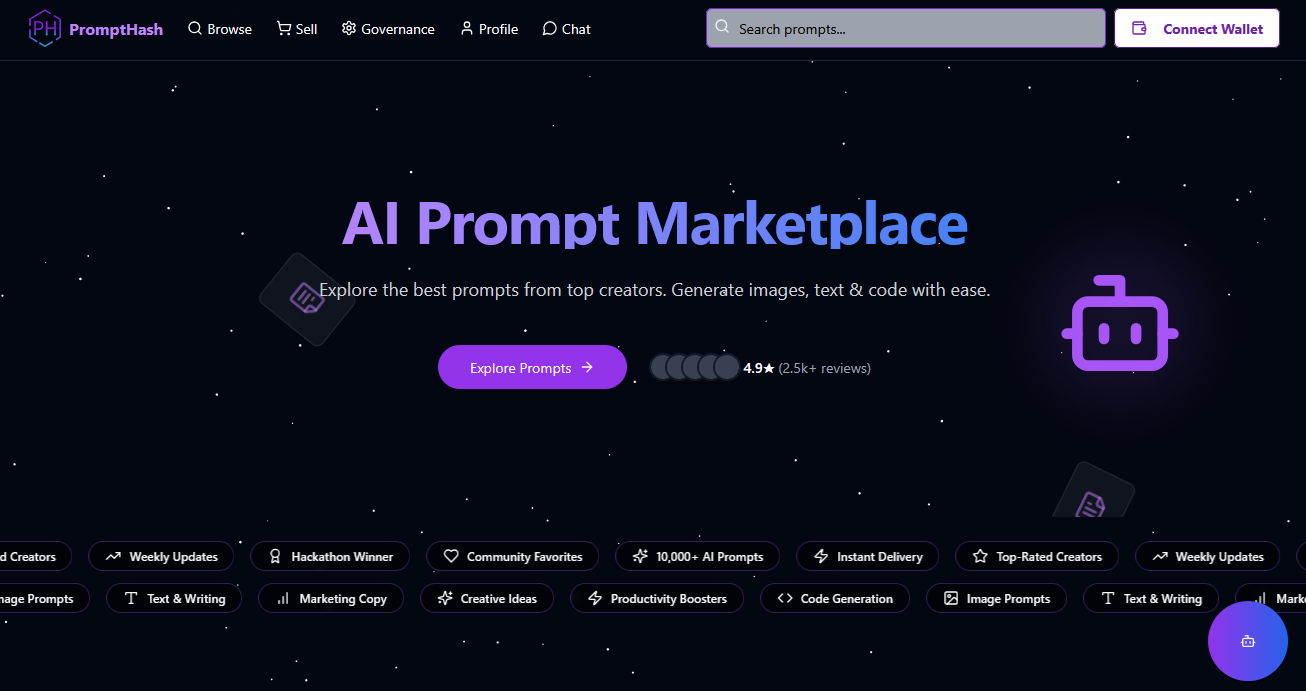 PH PromptHash Browse Sell Governance Profile Chat Search prompts... Connect Wallet
AI Prompt Marketplace
Explore the best prompts from top creators. Generate images, text & code with ease.
Explore Prompts → 4.9★ (2.5k+ reviews)
d Creators Weekly Updates Hackathon Winner Community Favorites 10,000+ AI Prompts Instant Delivery Top-Rated Creators Weekly Updates
mage Prompts Text & Writing Marketing Copy Creative Ideas Productivity Boosters Code Generation Image Prompts Text & Writing Marke